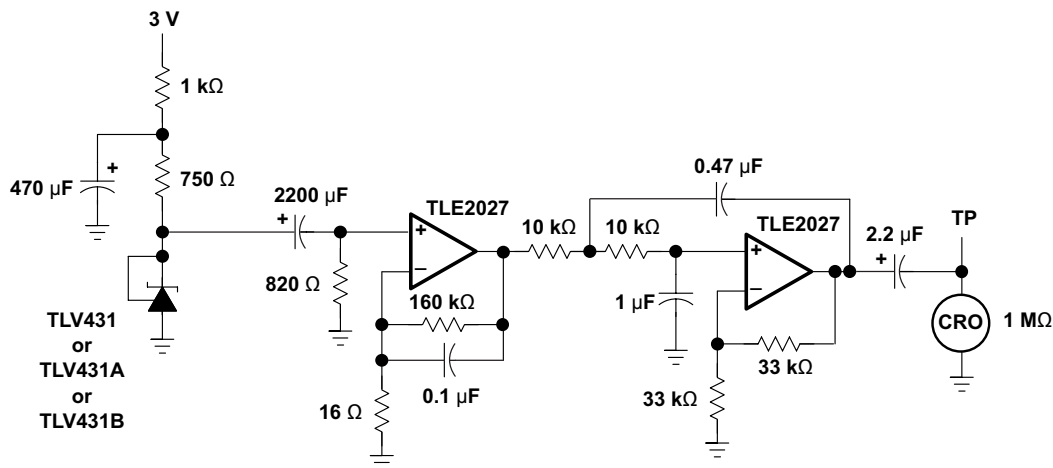 3 V
1 kΩ
+
470 µF
750 Ω
2200 µF
+
TLE2027
+
−
820 Ω
160 kΩ
0.1 µF
16 Ω
10 kΩ
10 kΩ
0.47 µF
TLE2027
+
−
1 µF
33 kΩ
33 kΩ
2.2 µF
+
TP
CRO
1 MΩ
TLV431
or
TLV431A
or
TLV431B